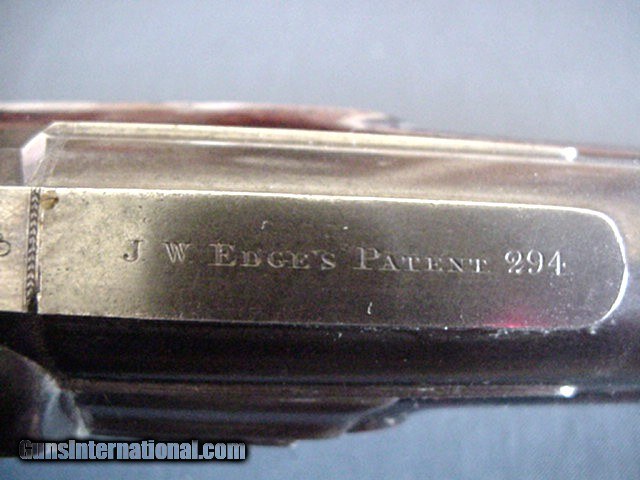 J W EDGE'S PATENT 294
GunsInternational.com